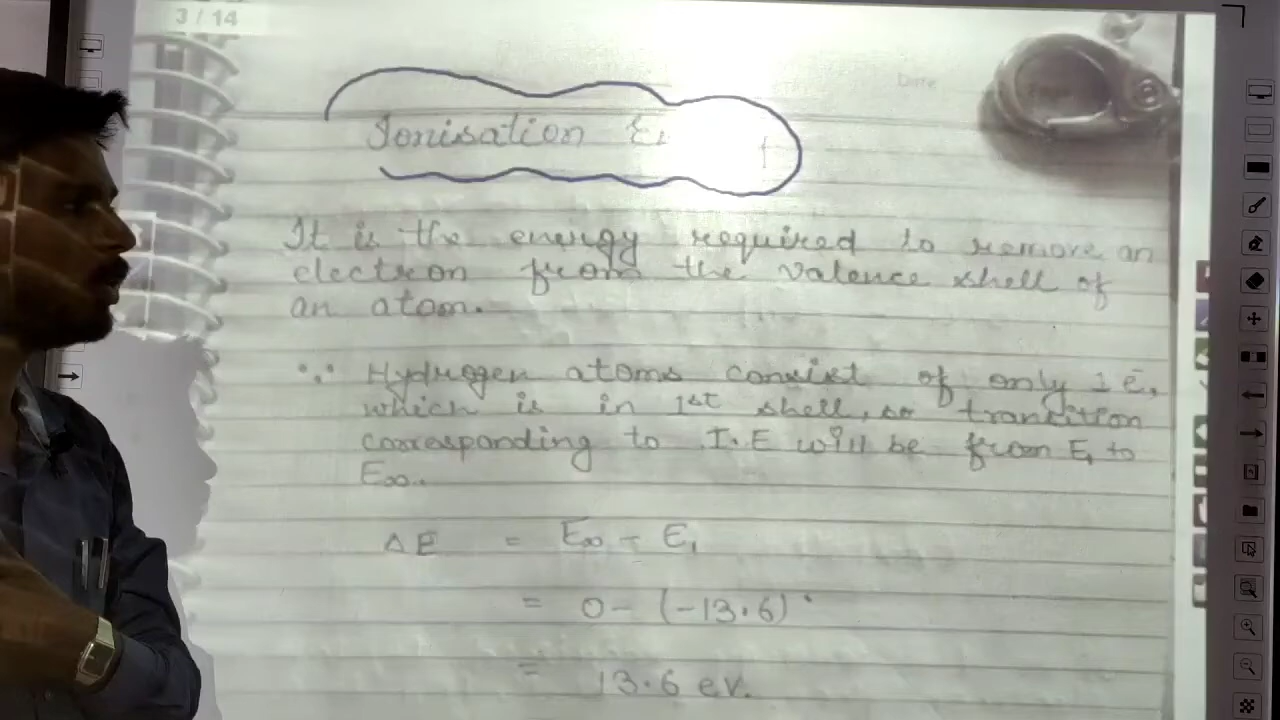 3 / 14
Date
Ionisation
It is the energy required to remove an
electron from the valence shell of
an atom.
∵ Hydrogen atoms consist of only 1 e̅,
which is in 1st shell, so transition
corresponding to I.E will be from E₁ to
E∞.
ΔE = E∞ - E₁
= 0 - (-13.6)
= 13.6 ev.